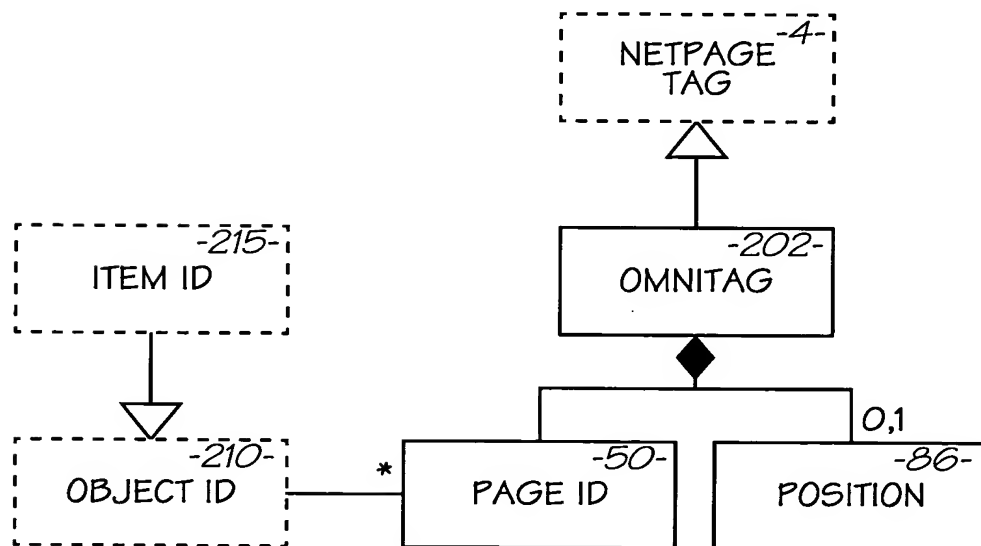 -4-
NETPAGE
TAG
-215-
ITEM ID
-202-
OMNITAG
0,1
-210-
OBJECT ID
*
-50-
PAGE ID
-86-
POSITION